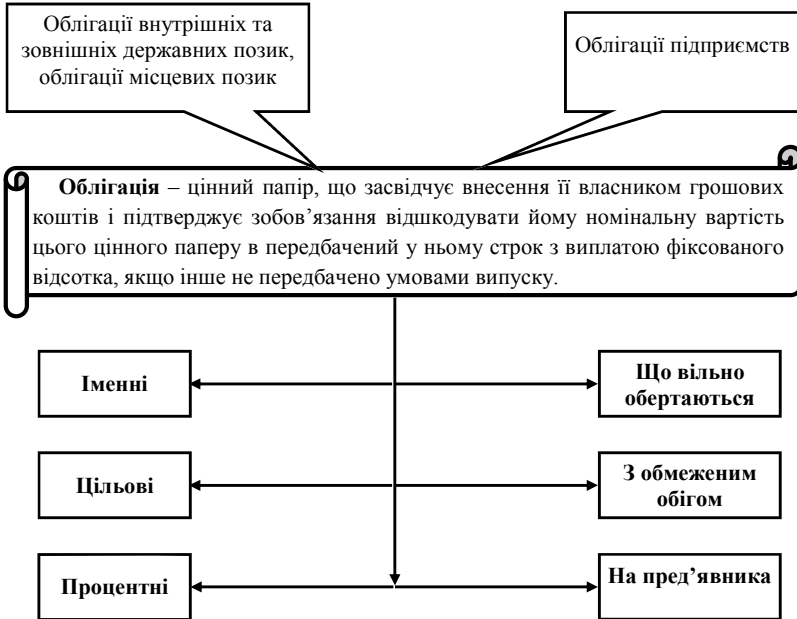 Облігації внутрішніх та
зовнішніх державних позик,
облігації місцевих позик
Облігації підприємств
Облігація – цінний папір, що засвідчує внесення її власником грошових
коштів і підтверджує зобов’язання відшкодувати йому номінальну вартість
цього цінного паперу в передбачений у ньому строк з виплатою фіксованого
відсотка, якщо інше не передбачено умовами випуску.
Іменні
Що вільно
обертаються
Цільові
З обмеженим
обігом
Процентні
На пред’явника